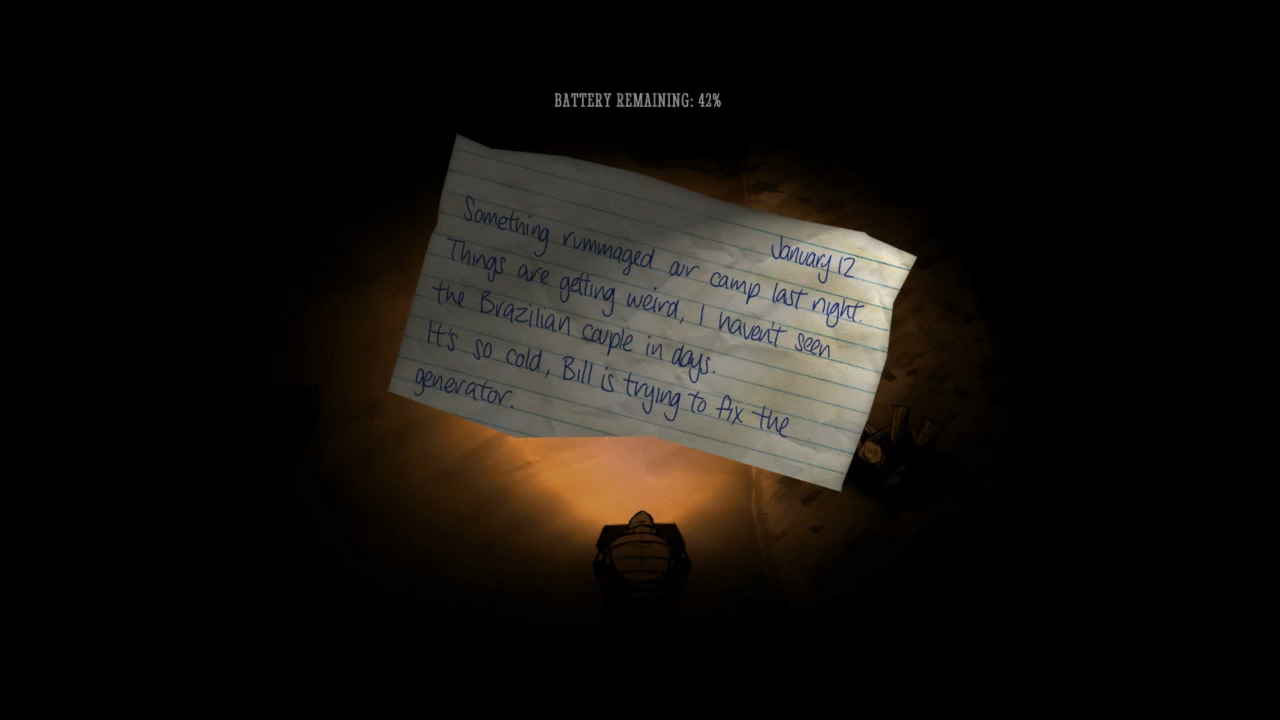 BATTERY REMAINING: 42%
January 12
Something rummaged our camp last night.
Things are getting weird, I haven't seen
the Brazilian couple in days.
It's so cold, Bill is trying to fix the
generator.